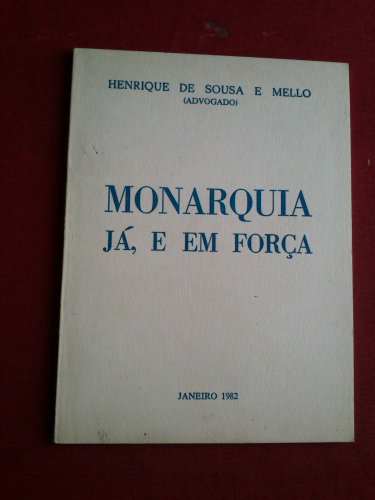 HENRIQUE DE SOUSA E MELLO
(ADVOGADO)
MONARQUIA
JÁ, E EM FORÇA
JANEIRO 1982